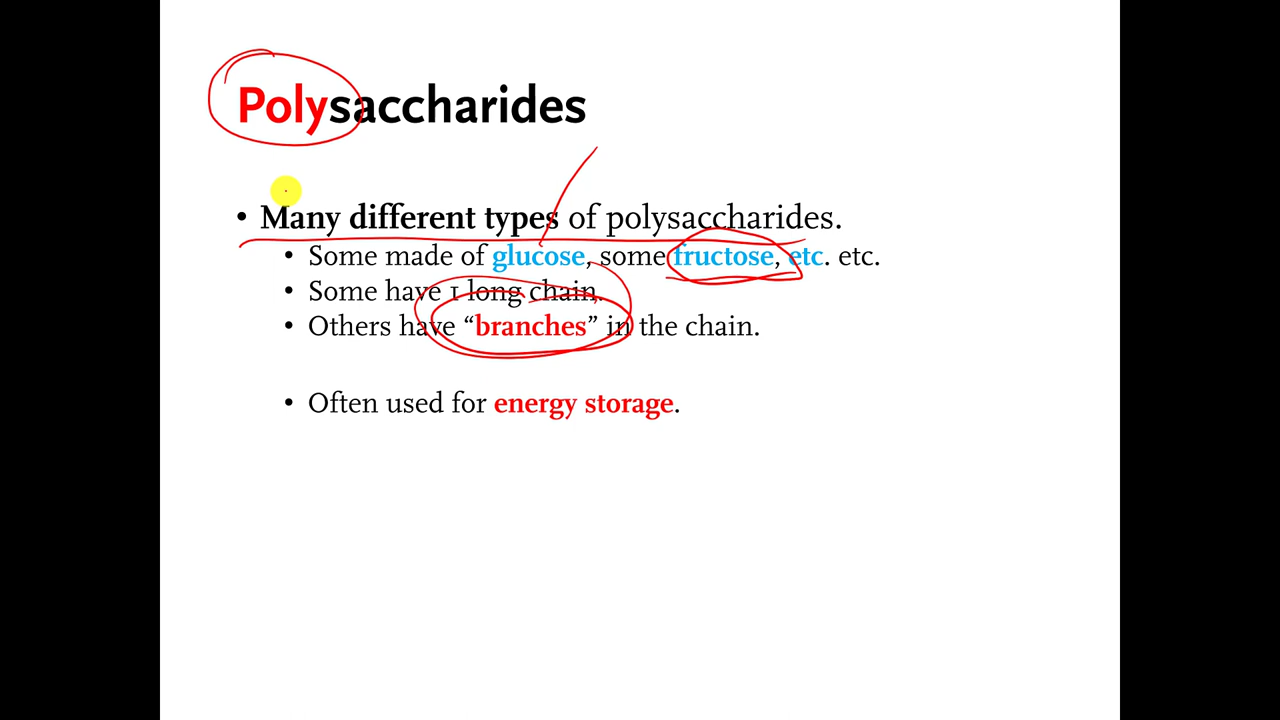 Polysaccharides
• Many different types of polysaccharides.
• Some made of glucose, some fructose, etc. etc.
• Some have 1 long chain.
• Others have “branches” in the chain.
• Often used for energy storage.